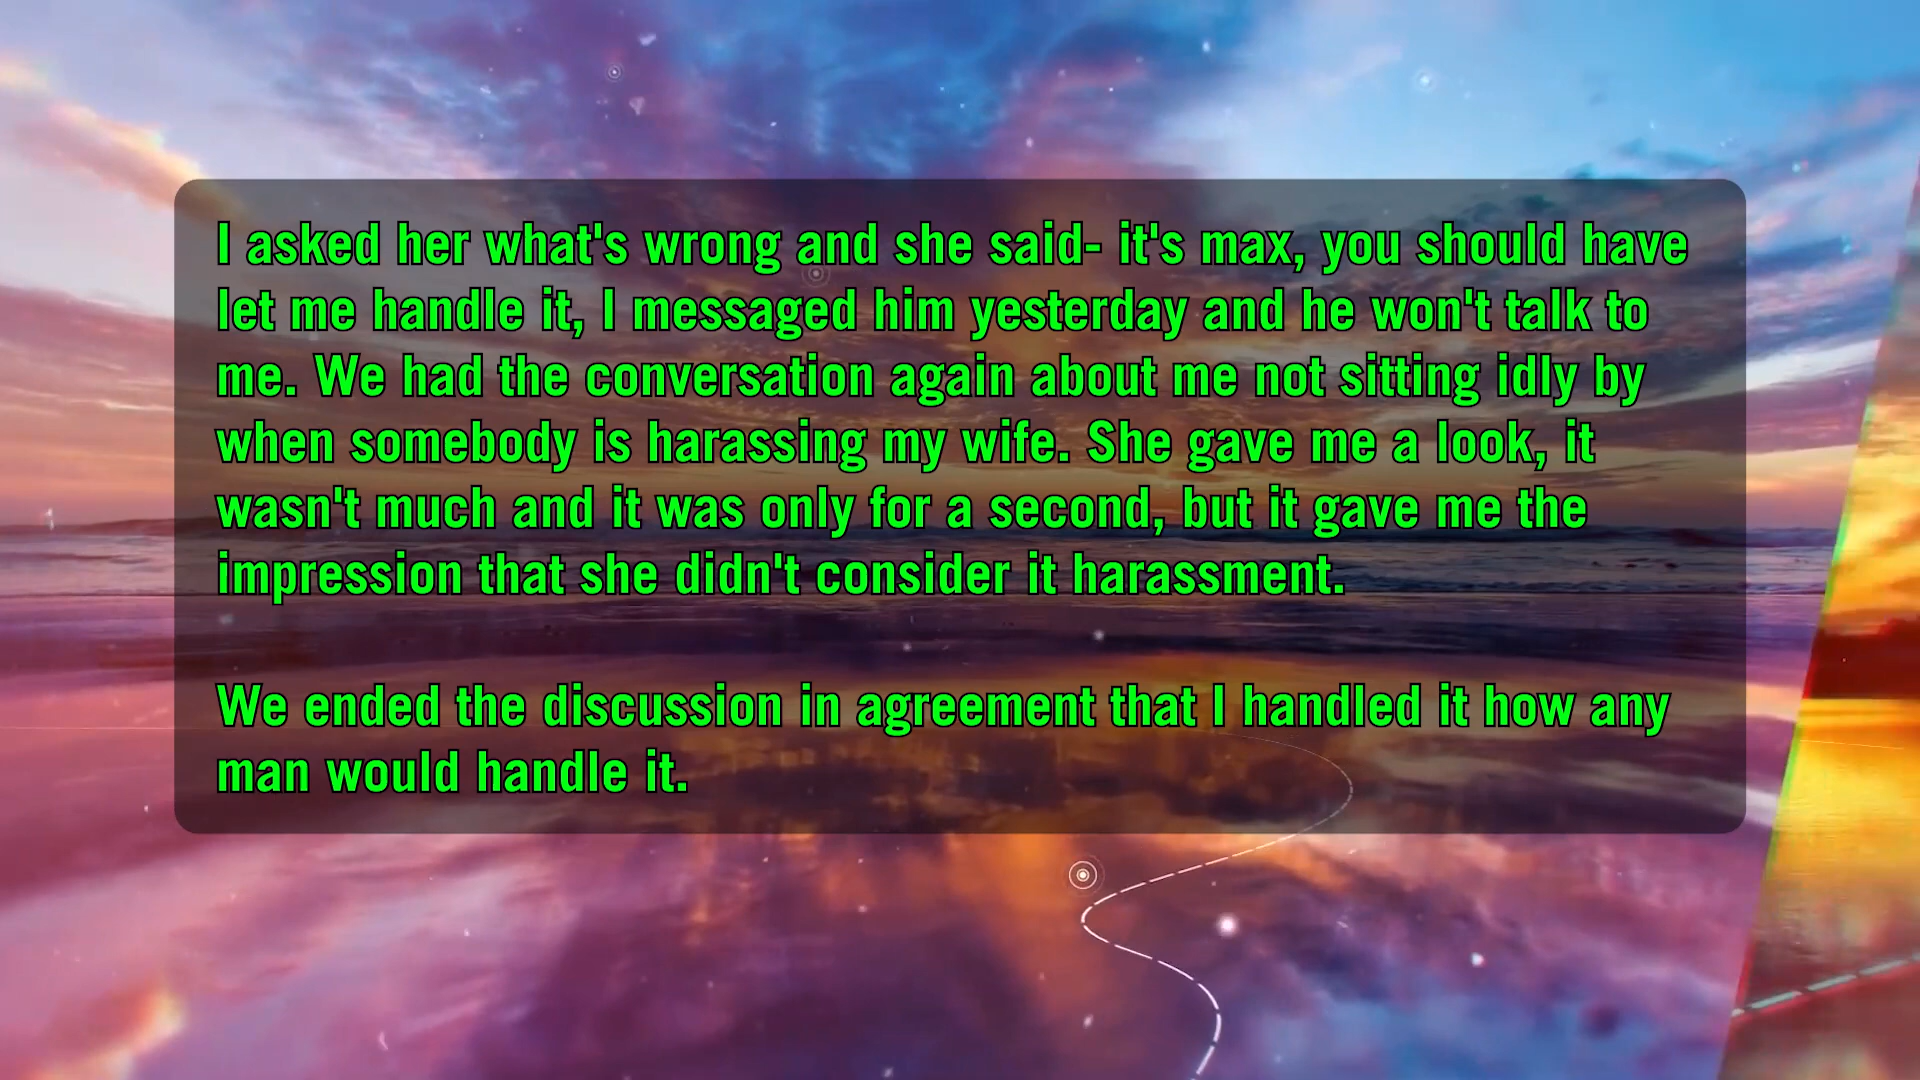 I asked her what's wrong and she said- it's max, you should have
let me handle it, I messaged him yesterday and he won't talk to
me. We had the conversation again about me not sitting idly by
when somebody is harassing my wife. She gave me a look, it
wasn't much and it was only for a second, but it gave me the
impression that she didn't consider it harassment.
We ended the discussion in agreement that I handled it how any
man would handle it.